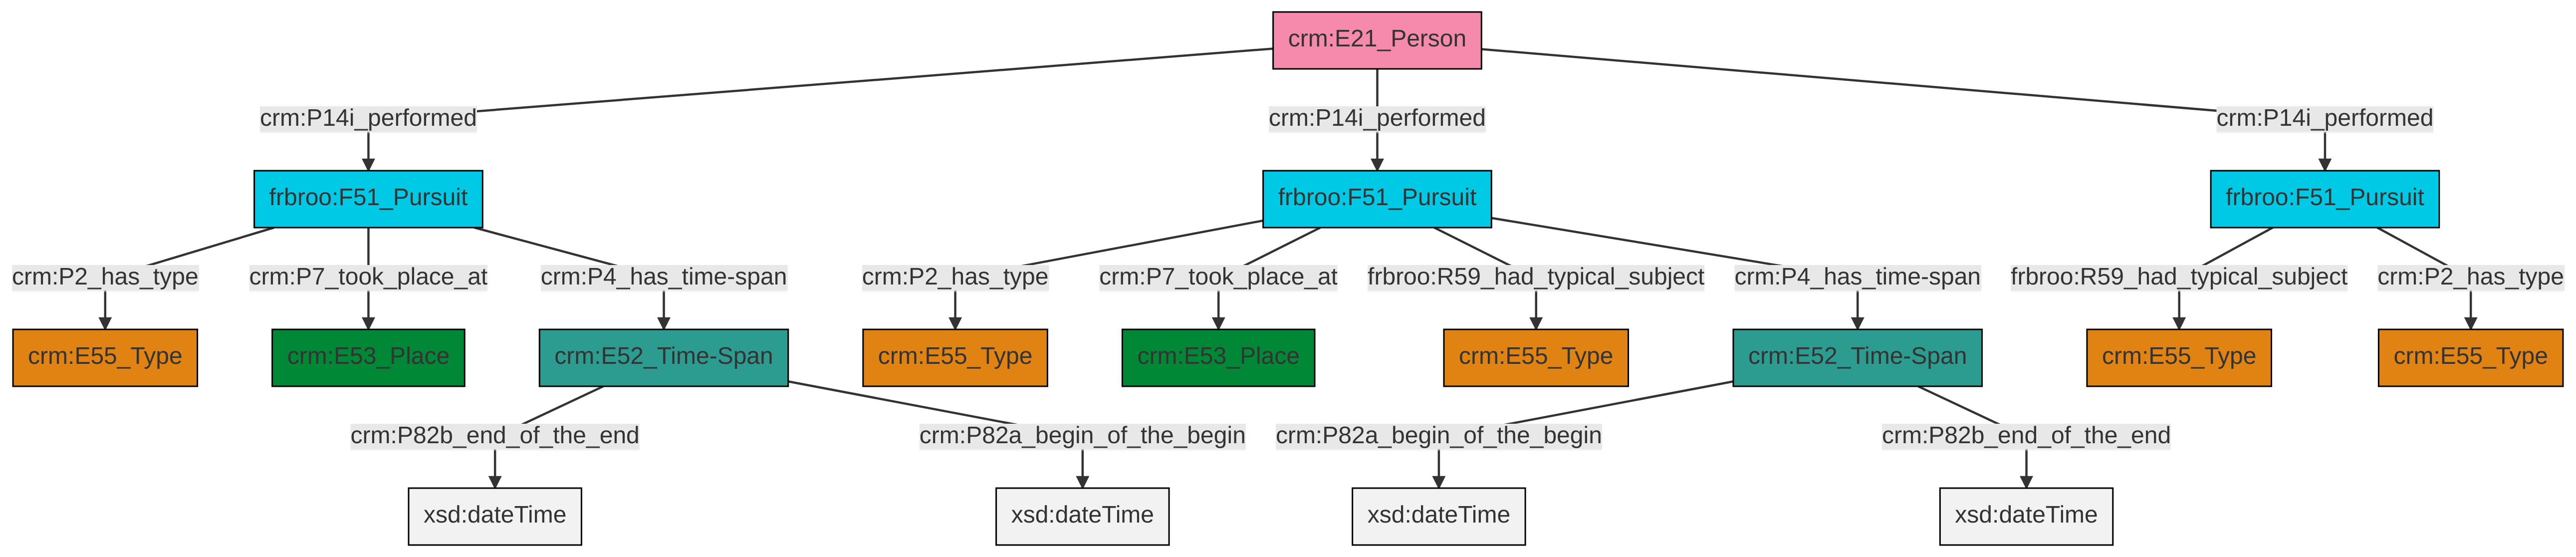 crm:E21_Person
crm:P14i_performed crm:P14i_performed crm:P14i_performed
frbroo:F51_Pursuit frbroo:F51_Pursuit frbroo:F51_Pursuit
crm:P2_has_type crm:P7_took_place_at crm:P4_has_time-span crm:P2_has_type crm:P7_took_place_at frbroo:R59_had_typical_subject crm:P4_has_time-span frbroo:R59_had_typical_subject crm:P2_has_type
crm:E55_Type crm:E53_Place crm:E52_Time-Span crm:E55_Type crm:E53_Place crm:E55_Type crm:E52_Time-Span crm:E55_Type crm:E55_Type
crm:P82b_end_of_the_end crm:P82a_begin_of_the_begin crm:P82a_begin_of_the_begin crm:P82b_end_of_the_end
xsd:dateTime xsd:dateTime xsd:dateTime xsd:dateTime